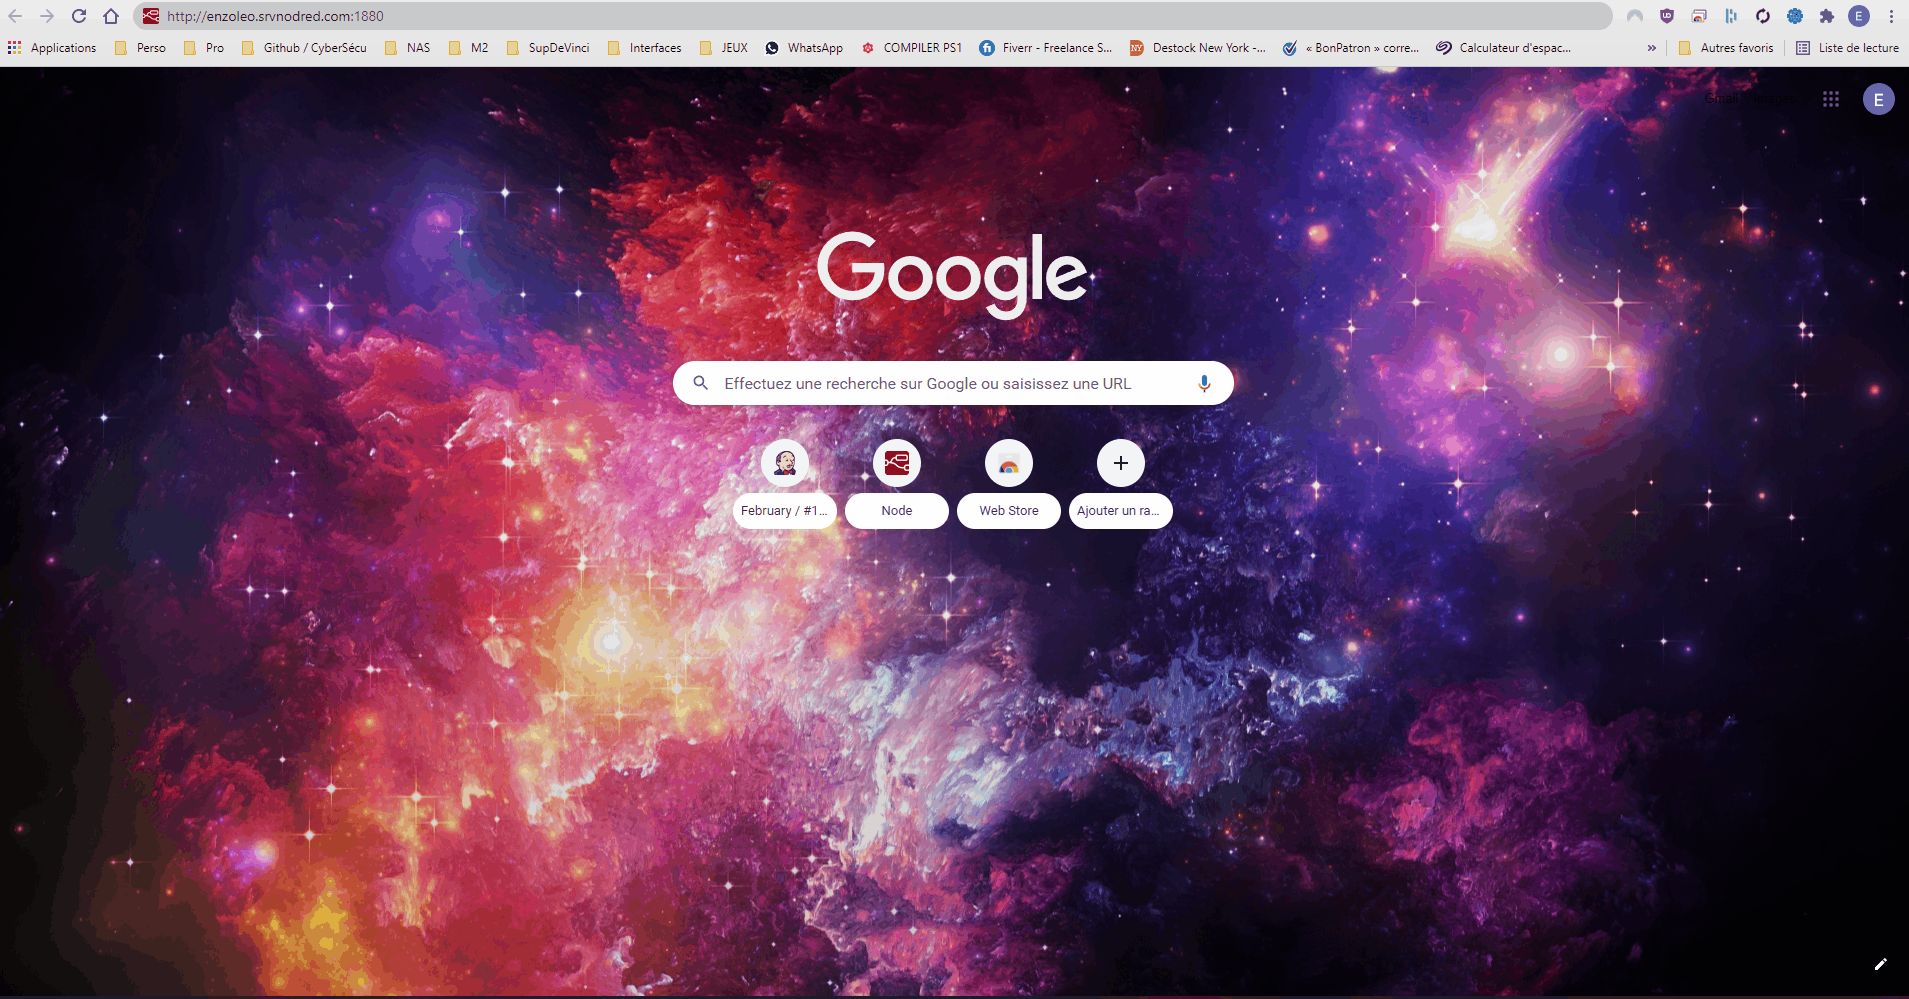 http://enzoleo.srvnodred.com:1880
Applications Perso Pro Github / CyberSécu NAS M2 SupDeVinci Interfaces JEUX WhatsApp COMPILER PS1 Fiverr - Freelance S... Destock New York -... « BonPatron » corre... Calculateur d'espac... » Autres favoris Liste de lecture
Gmail Images
E
E
Google
Effectuez une recherche sur Google ou saisissez une URL
February / #1... Node Web Store Ajouter un ra...